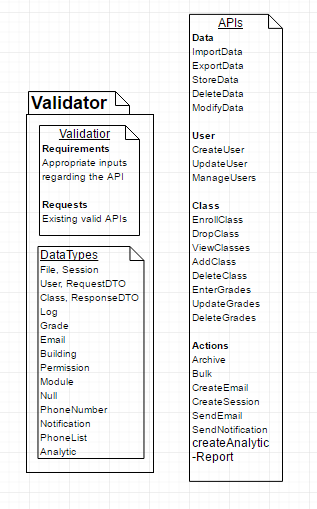 Validator
Validatior
Requirements
Appropriate inputs
regarding the API
Requests
Existing valid APIs
DataTypes
File, Session
User, RequestDTO
Class, ResponseDTO
Log
Grade
Email
Building
Permission
Module
Null
PhoneNumber
Notification
PhoneList
Analytic
APIs
Data
ImportData
ExportData
StoreData
DeleteData
ModifyData
User
CreateUser
UpdateUser
ManageUsers
Class
EnrollClass
DropClass
ViewClasses
AddClass
DeleteClass
EnterGrades
UpdateGrades
DeleteGrades
Actions
Archive
Bulk
CreateEmail
CreateSession
SendEmail
SendNotification
createAnalytic
-Report